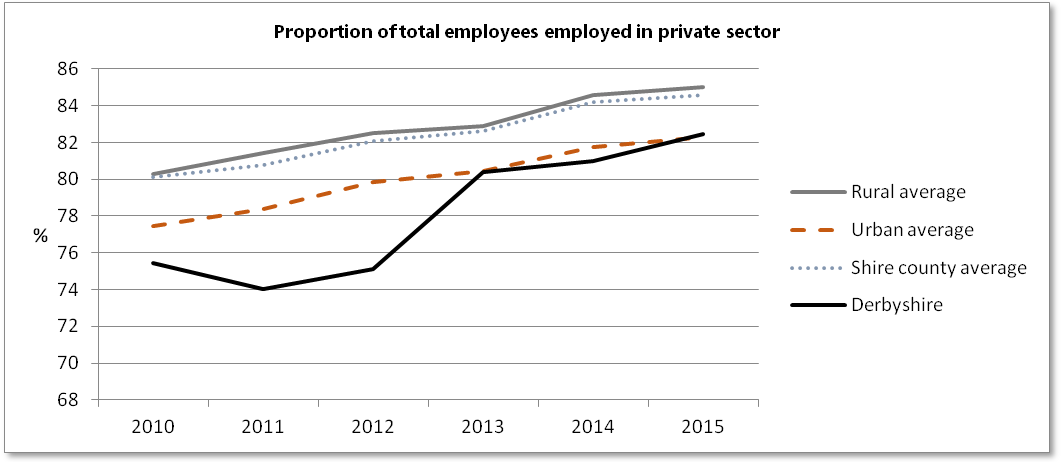 Proportion of total employees employed in private sector
86
84
82
80
78
76
74
72
70
68
%
2010 2011 2012 2013 2014 2015
Rural average
Urban average
Shire county average
Derbyshire